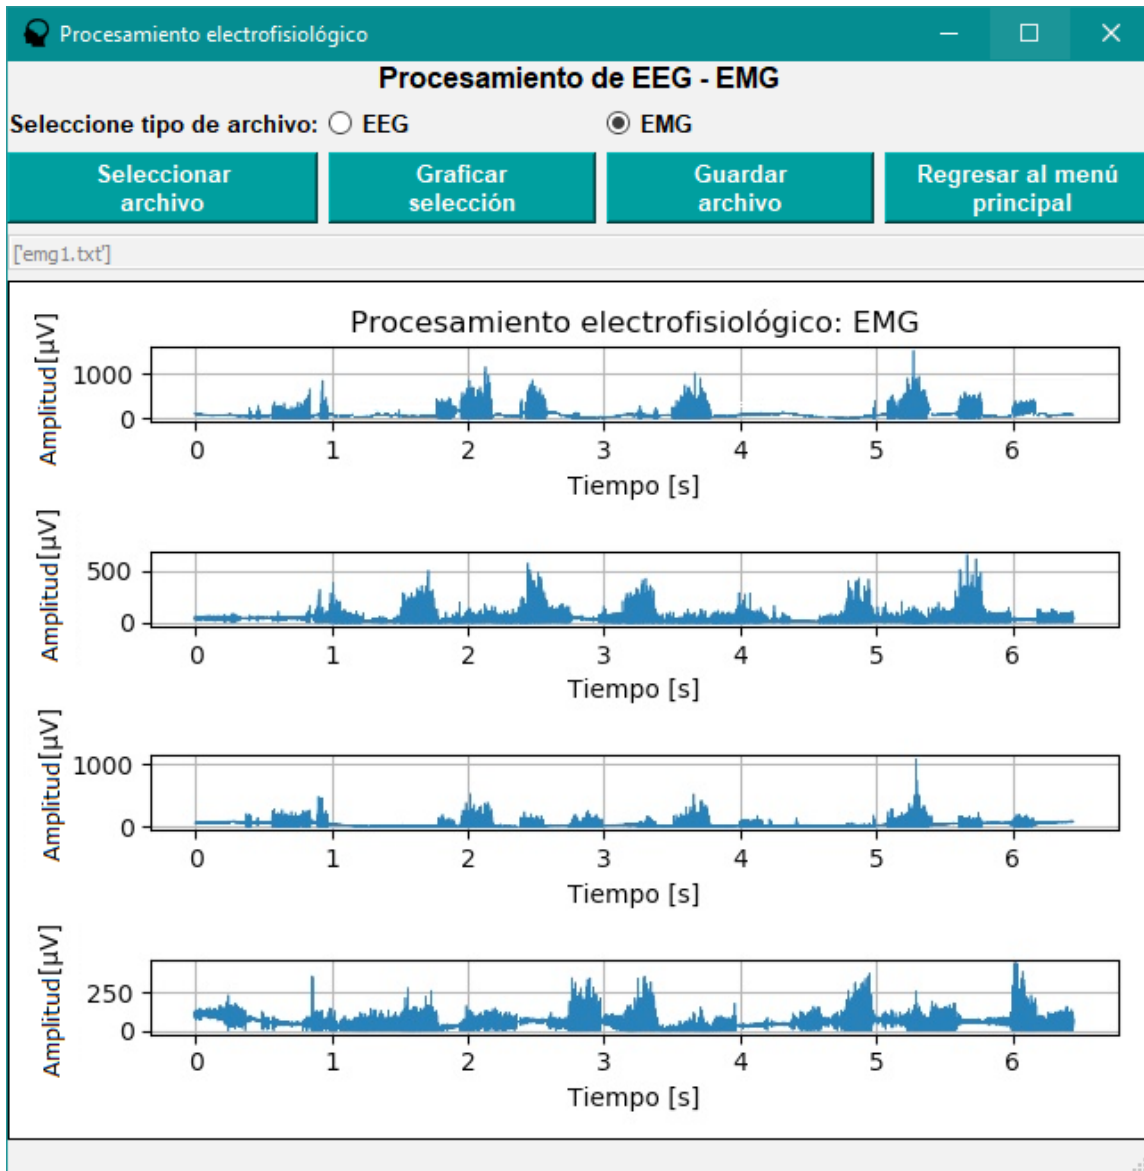 Procesamiento electrofisiológico
Procesamiento de EEG - EMG
Seleccione tipo de archivo: EEG EMG
Seleccionar archivo
Graficar selección
Guardar archivo
Regresar al menú principal
['emg1.txt']
Procesamiento electrofisiológico: EMG
Amplitud[µV]
1000
0
0 1 2 3 4 5 6
Tiempo [s]
Amplitud[µV]
500
0
0 1 2 3 4 5 6
Tiempo [s]
Amplitud[µV]
1000
0
0 1 2 3 4 5 6
Tiempo [s]
Amplitud[µV]
250
0
0 1 2 3 4 5 6
Tiempo [s]